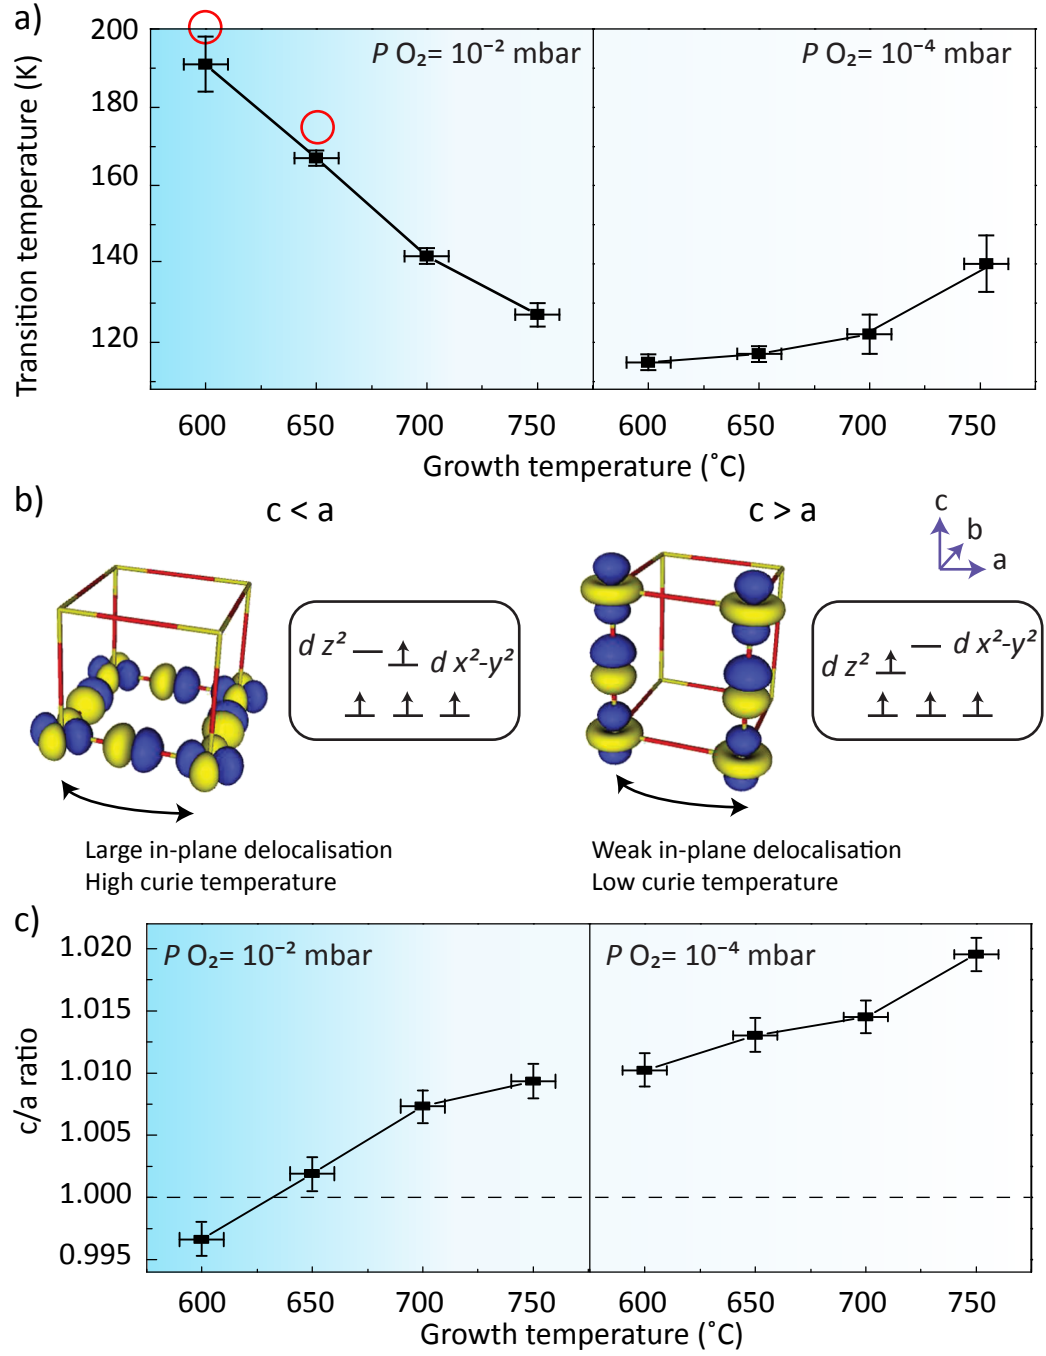 a)
Transition temperature (K)
200
180
160
140
120
P O₂= 10⁻² mbar
P O₂= 10⁻⁴ mbar
600 650 700 750 600 650 700 750
Growth temperature (˚C)
b)
c < a
c > a
c
b
a
d z²
d x²-y²
d z²
d x²-y²
Large in-plane delocalisation
High curie temperature
Weak in-plane delocalisation
Low curie temperature
c)
c/a ratio
1.020
1.015
1.010
1.005
1.000
0.995
P O₂= 10⁻² mbar
P O₂= 10⁻⁴ mbar
600 650 700 750 600 650 700 750
Growth temperature (˚C)